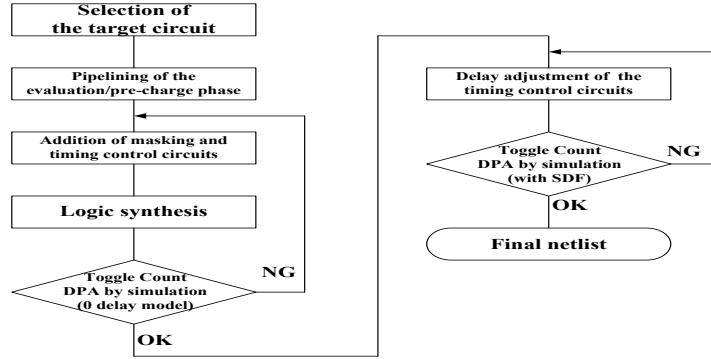 Selection of
the target circuit
Pipelining of the
evaluation/pre-charge phase
Addition of masking and
timing control circuits
Logic synthesis
Toggle Count
DPA by simulation
(0 delay model)
NG
OK
Delay adjustment of the
timing control circuits
Toggle Count
DPA by simulation
(with SDF)
NG
OK
Final netlist